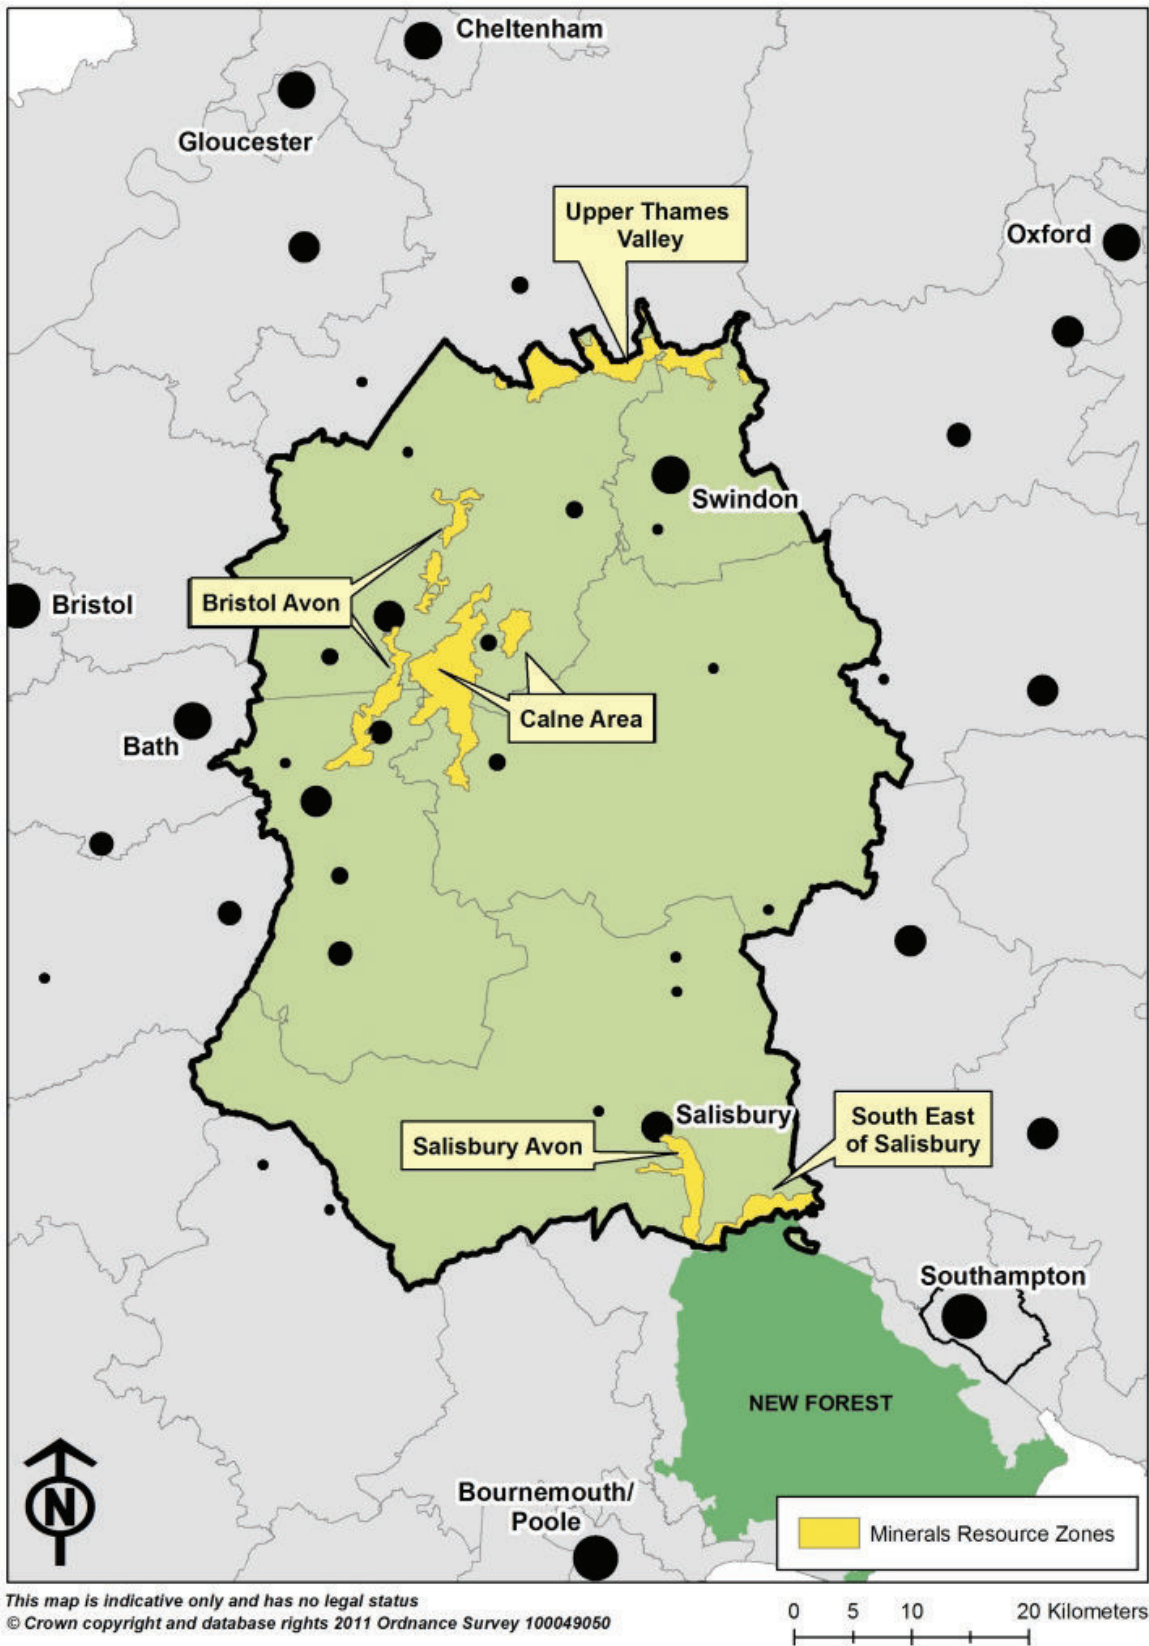 Cheltenham
Gloucester
Upper Thames
Valley
Oxford
Swindon
Bristol Avon
Bristol
Calne Area
Bath
Salisbury
South East
of Salisbury
Salisbury Avon
Southampton
NEW FOREST
N
Bournemouth/
Poole
Minerals Resource Zones
This map is indicative only and has no legal status
© Crown copyright and database rights 2011 Ordnance Survey 100049050
0 5 10 20 Kilometers